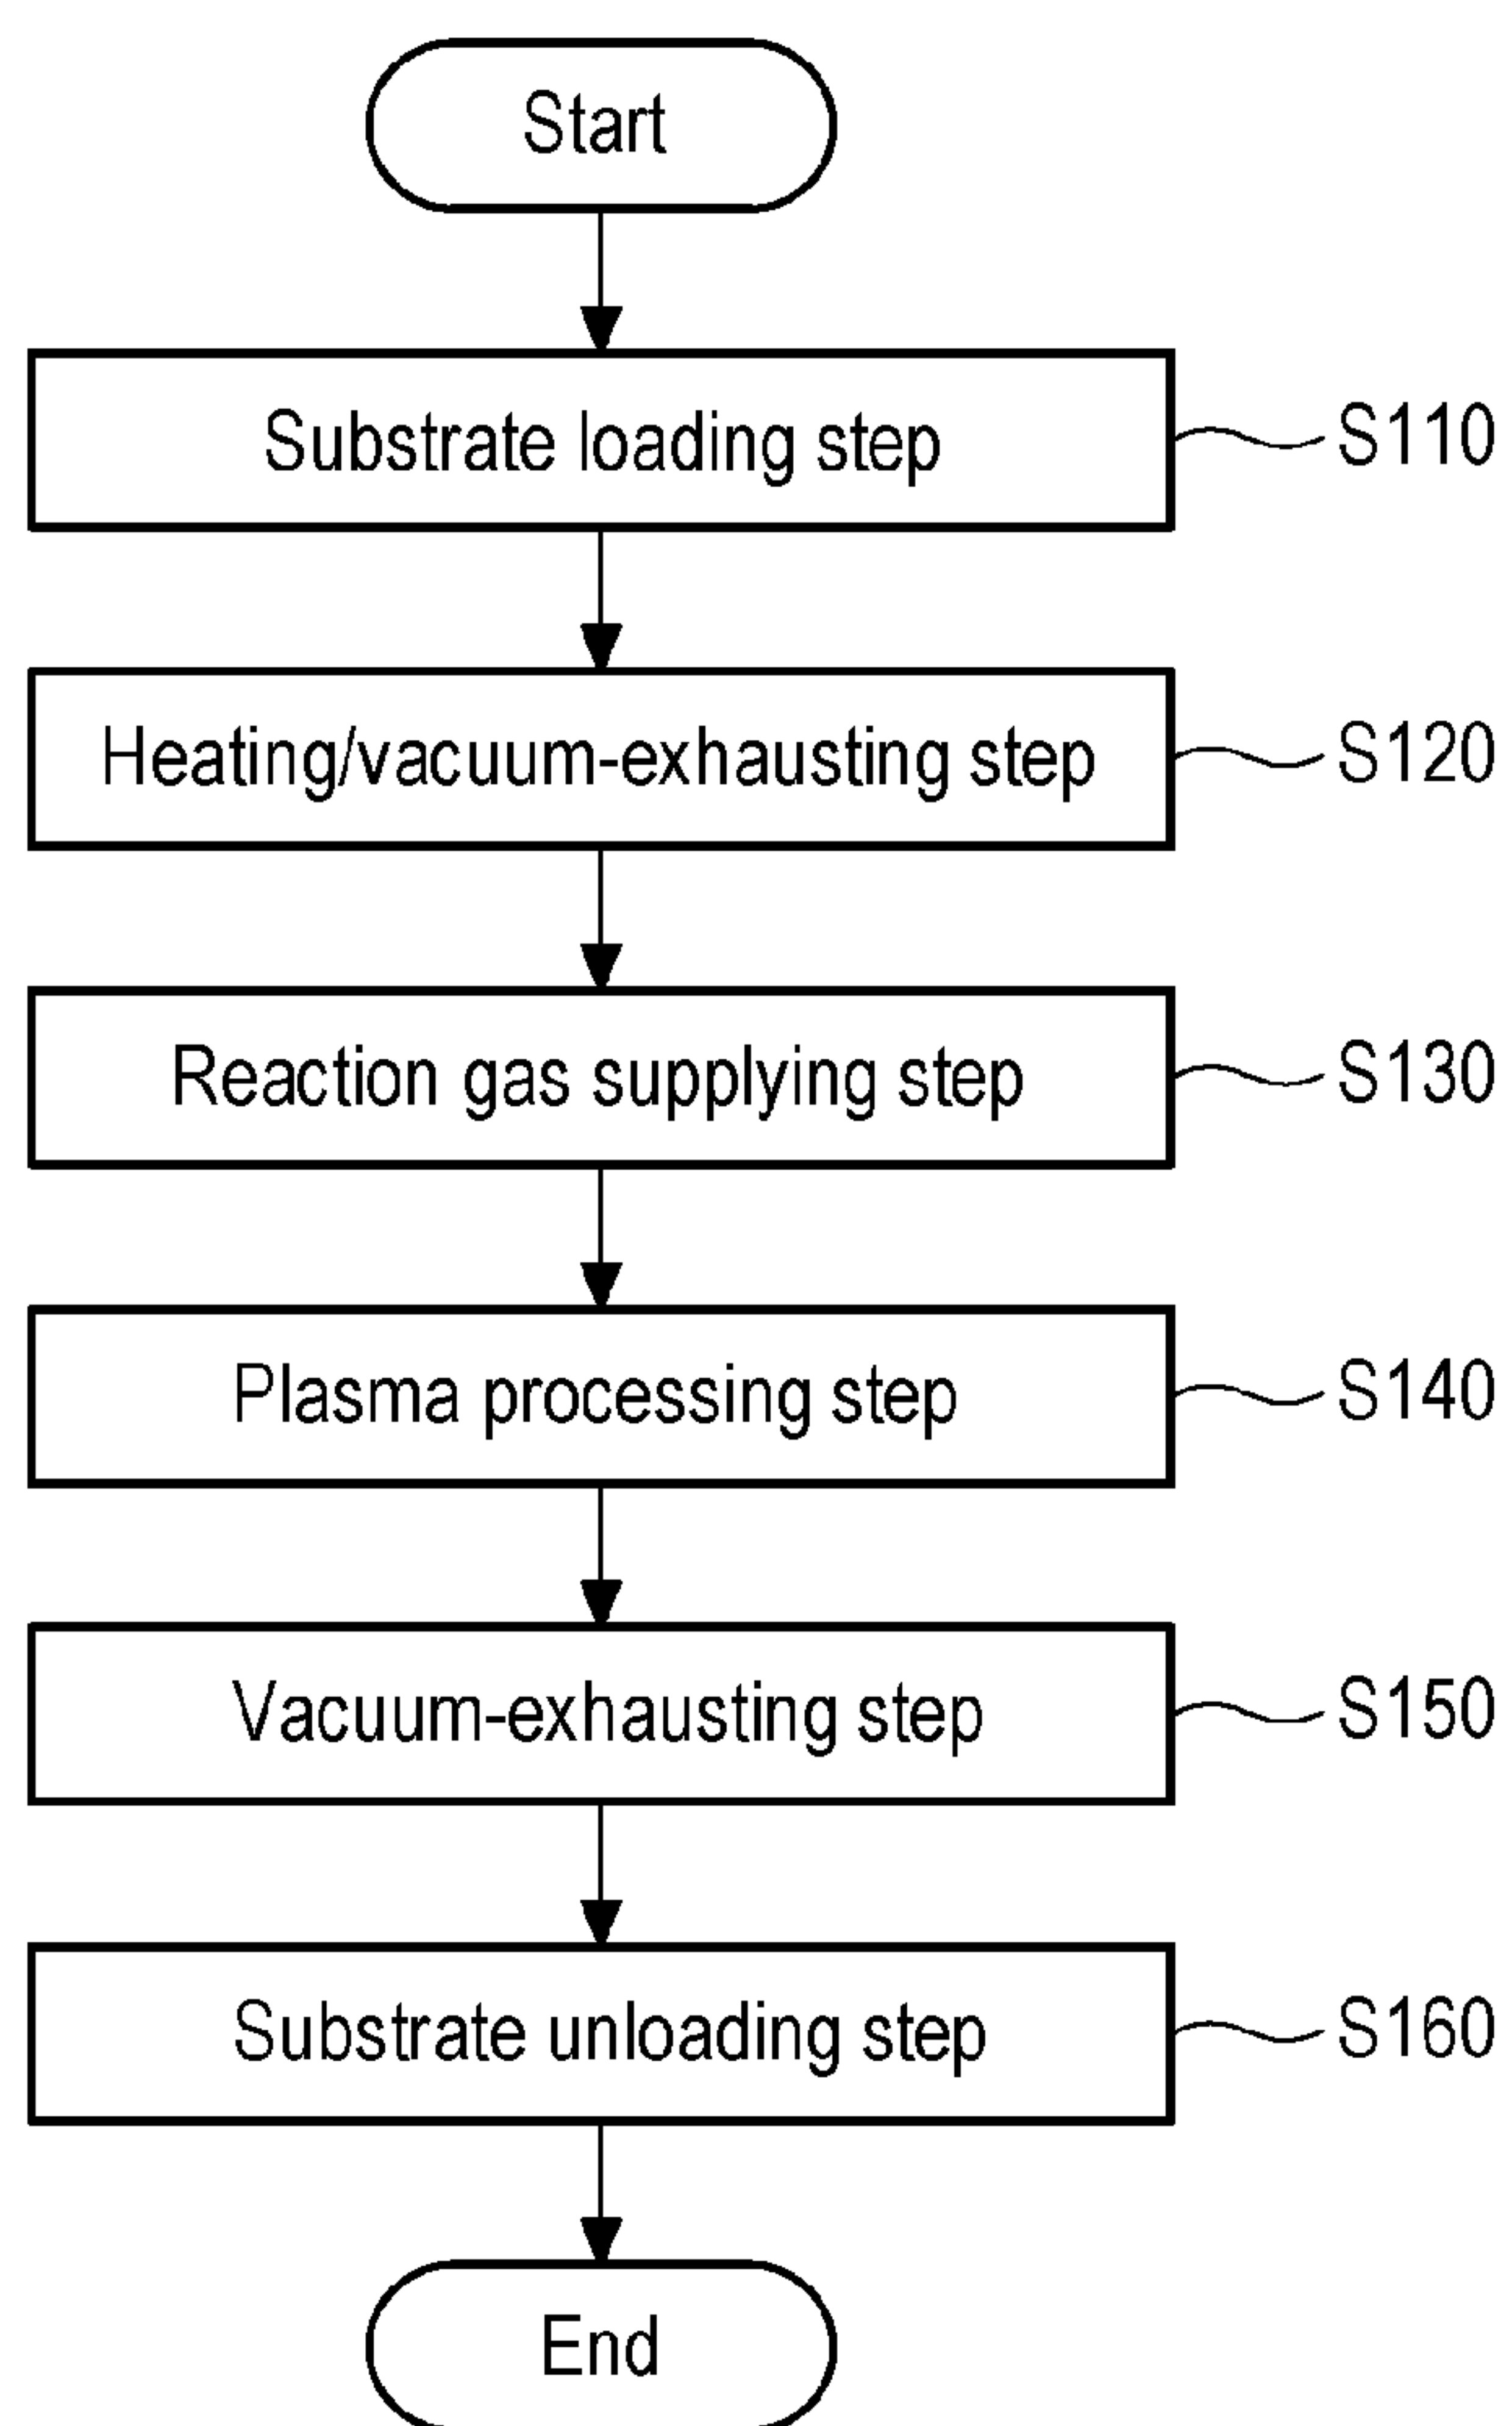 Start
Substrate loading step S110
Heating/vacuum-exhausting step S120
Reaction gas supplying step S130
Plasma processing step S140
Vacuum-exhausting step S150
Substrate unloading step S160
End